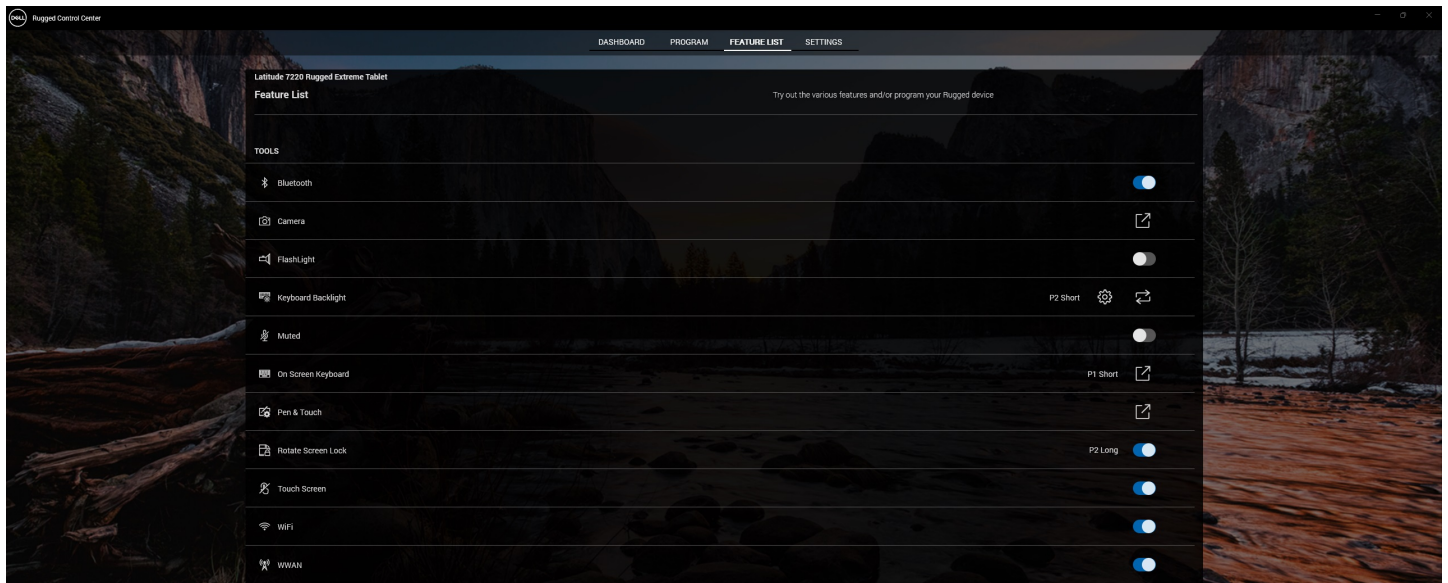 DELL
Rugged Control Center
DASHBOARD PROGRAM FEATURE LIST SETTINGS
Latitude 7220 Rugged Extreme Tablet
Feature List
Try out the various features and/or program your Rugged device
TOOLS
Bluetooth
Camera
FlashLight
Keyboard Backlight P2 Short
Muted
On Screen Keyboard P1 Short
Pen & Touch
Rotate Screen Lock P2 Long
Touch Screen
WiFi
WWAN